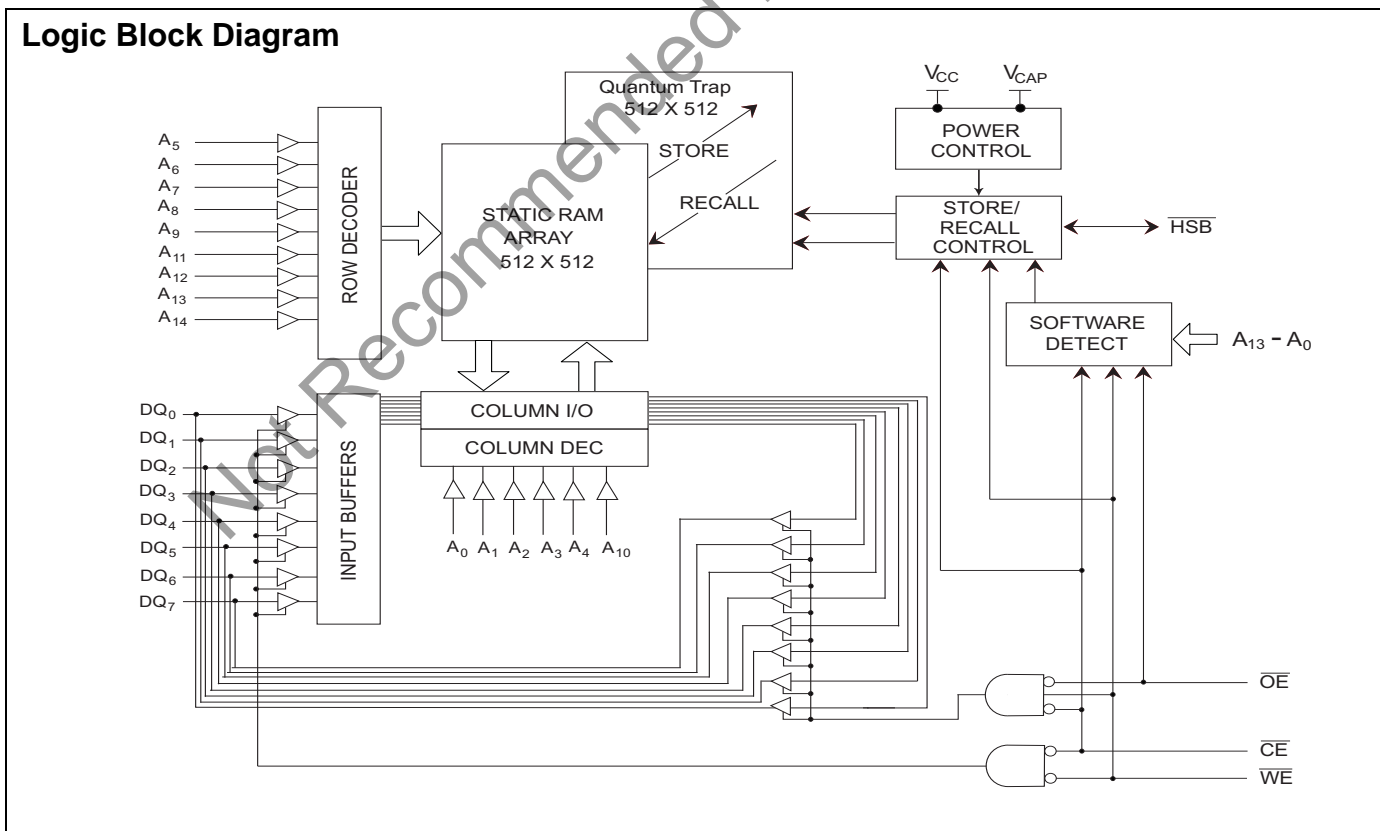 Logic Block Diagram
Not Recommended
Quantum Trap
512 X 512
STORE
RECALL
STATIC RAM
ARRAY
512 X 512
VCC
VCAP
POWER
CONTROL
STORE/
RECALL
CONTROL
HSB
SOFTWARE
DETECT
A13 - A0
A5
A6
A7
A8
A9
A11
A12
A13
A14
ROW DECODER
DQ0
DQ1
DQ2
DQ3
DQ4
DQ5
DQ6
DQ7
INPUT BUFFERS
COLUMN I/O
COLUMN DEC
A0 A1 A2 A3 A4 A10
OE
CE
WE